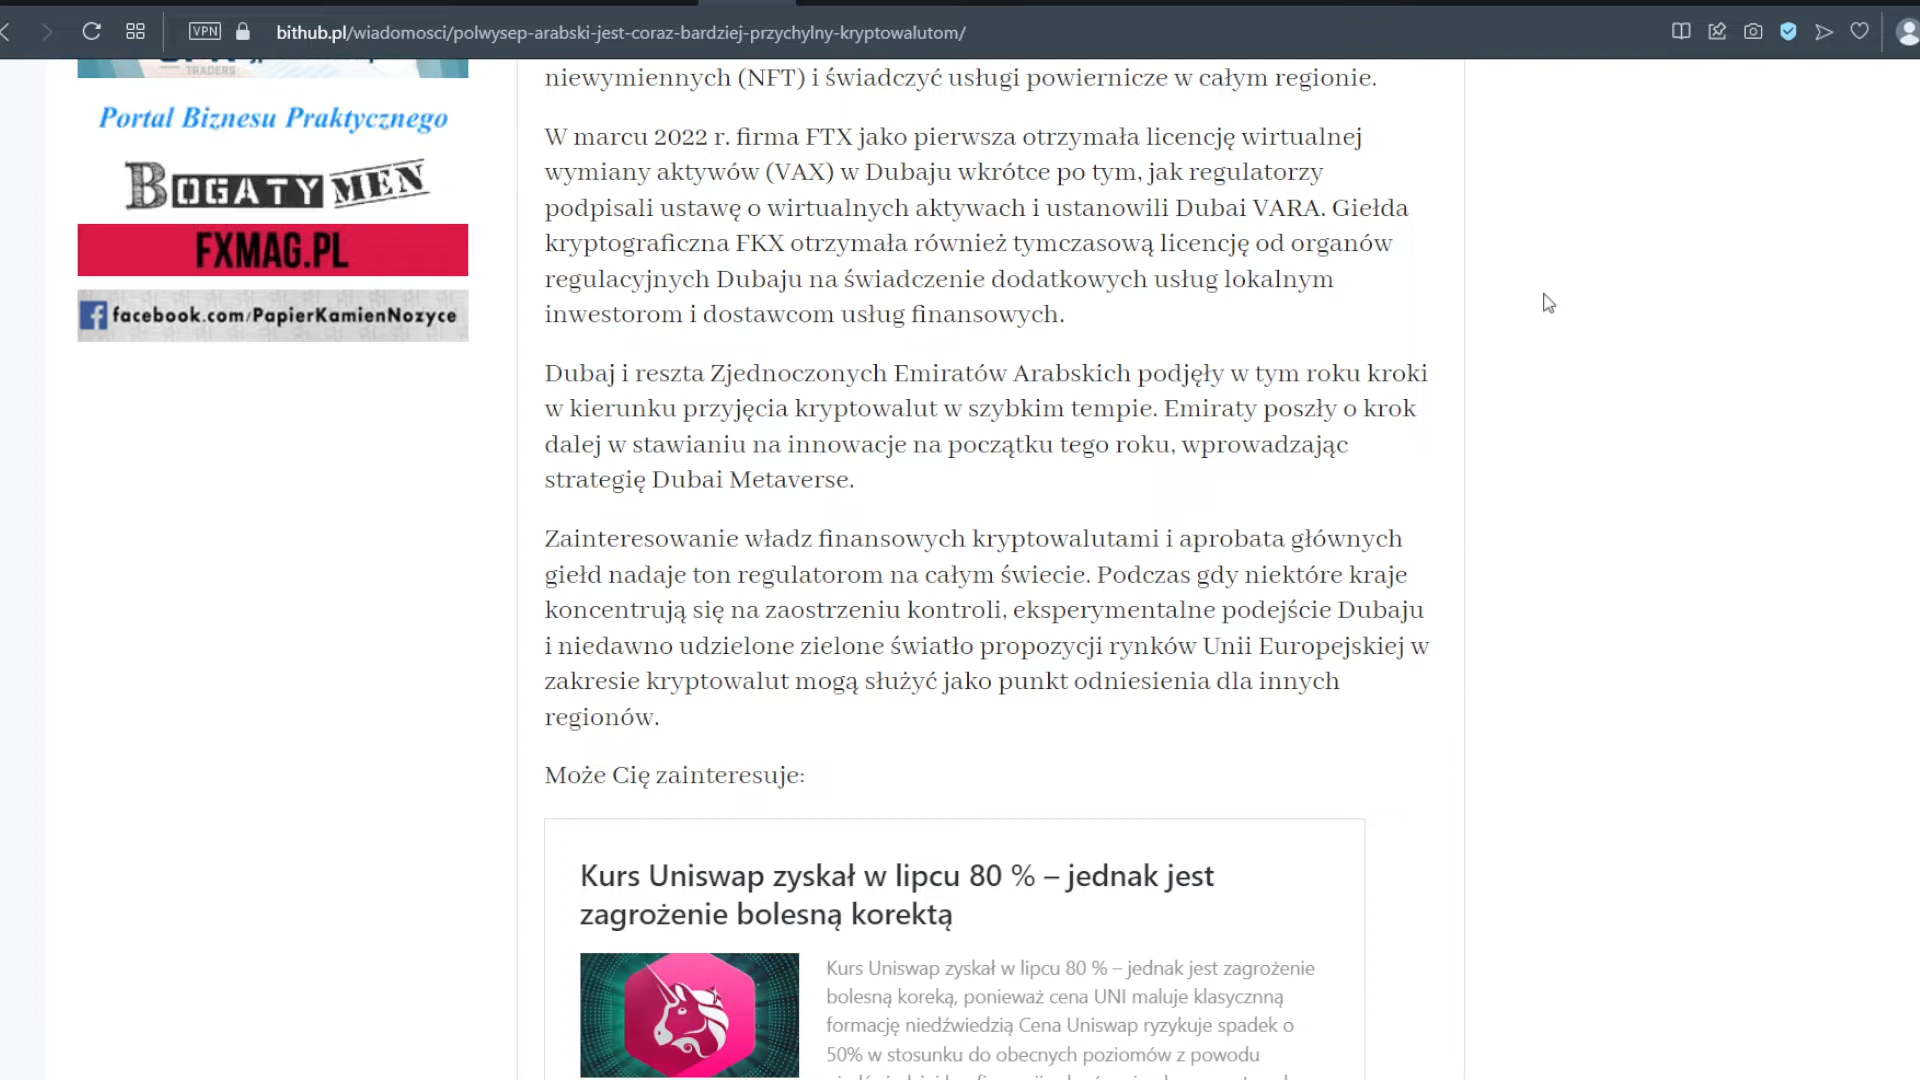 VPN
bithub.pl/wiadomosci/polwysep-arabski-jest-coraz-bardziej-przychylny-kryptowalutom/
TRADERS
Portal Biznesu Praktycznego
BOGATY MEN
FXMAG.PL
facebook.com/PapierKamienNozyce
niewymiennych (NFT) i świadczyć usługi powiernicze w całym regionie.
W marcu 2022 r. firma FTX jako pierwsza otrzymała licencję wirtualnej
wymiany aktywów (VAX) w Dubaju wkrótce po tym, jak regulatorzy
podpisali ustawę o wirtualnych aktywach i ustanowili Dubai VARA. Giełda
kryptograficzna FKX otrzymała również tymczasową licencję od organów
regulacyjnych Dubaju na świadczenie dodatkowych usług lokalnym
inwestorom i dostawcom usług finansowych.
Dubaj i reszta Zjednoczonych Emiratów Arabskich podjęły w tym roku kroki
w kierunku przyjęcia kryptowalut w szybkim tempie. Emiraty poszły o krok
dalej w stawianiu na innowacje na początku tego roku, wprowadzając
strategię Dubai Metaverse.
Zainteresowanie władz finansowych kryptowalutami i aprobata głównych
giełd nadaje ton regulatorom na całym świecie. Podczas gdy niektóre kraje
koncentrują się na zaostrzeniu kontroli, eksperymentalne podejście Dubaju
i niedawno udzielone zielone światło propozycji rynków Unii Europejskiej w
zakresie kryptowalut mogą służyć jako punkt odniesienia dla innych
regionów.
Może Cię zainteresuje:
Kurs Uniswap zyskał w lipcu 80 % – jednak jest
zagrożenie bolesną korektą
Kurs Uniswap zyskał w lipcu 80 % – jednak jest zagrożenie
bolesną koreką, ponieważ cena UNI maluje klasycznną
formację niedźwiedzią Cena Uniswap ryzykuje spadek o
50% w stosunku do obecnych poziomów z powodu